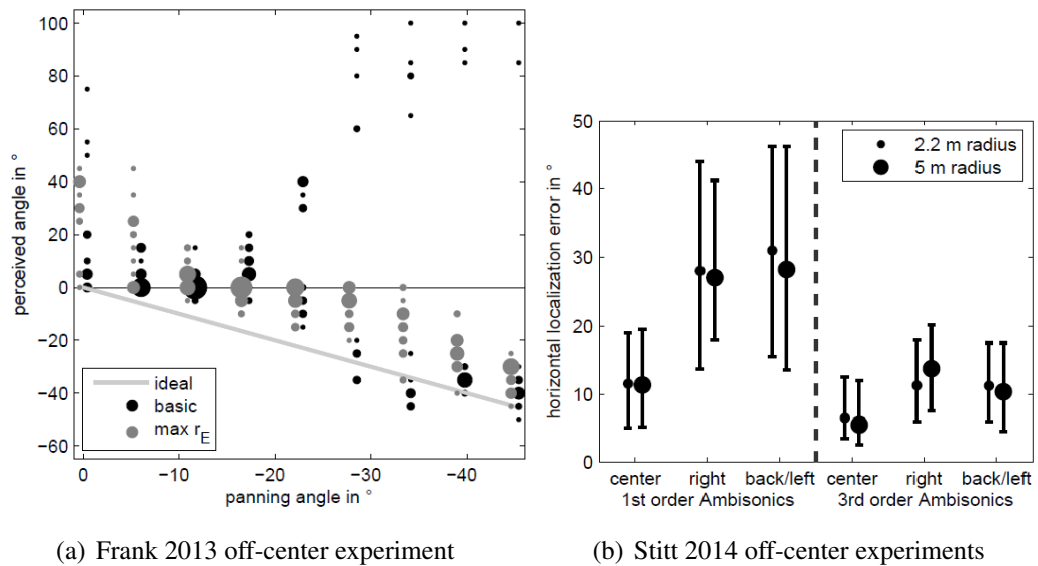 100
80
60
40
20
0
−20
−40
−60
perceived angle in °
ideal
basic
max rE
0
−10
−20
−30
−40
panning angle in °
(a) Frank 2013 off-center experiment
50
40
30
20
10
0
horizontal localization error in °
2.2 m radius
5 m radius
center right back/left center right back/left
1st order Ambisonics 3rd order Ambisonics
(b) Stitt 2014 off-center experiments